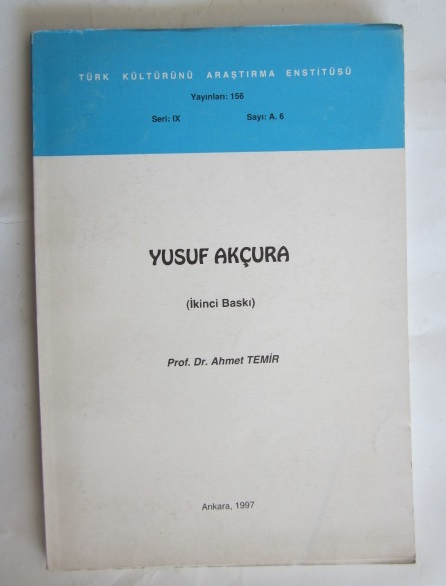 TÜRK KÜLTÜRÜNÜ ARAŞTIRMA ENSTİTÜSÜ
Yayınları: 156
Seri: IX Sayı: A. 6
YUSUF AKÇURA
(İkinci Baskı)
Prof. Dr. Ahmet TEMİR
Ankara, 1997